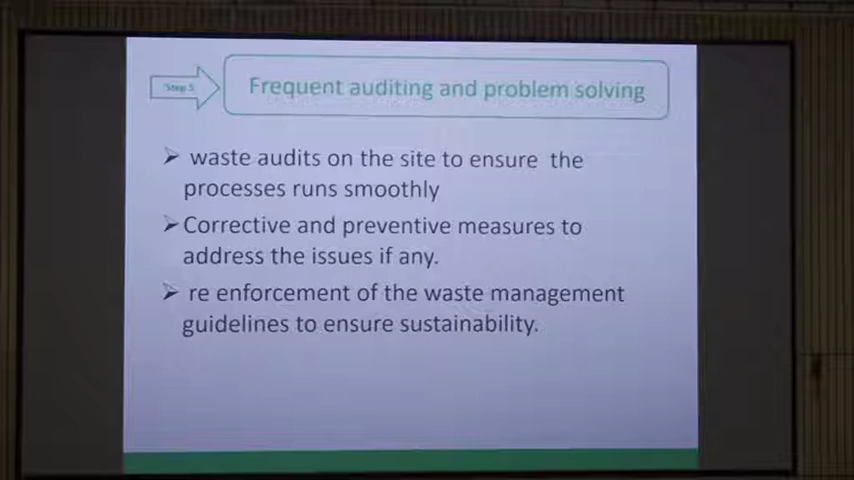 Step 5
Frequent auditing and problem solving
waste audits on the site to ensure the
processes runs smoothly
Corrective and preventive measures to
address the issues if any.
re enforcement of the waste management
guidelines to ensure sustainability.